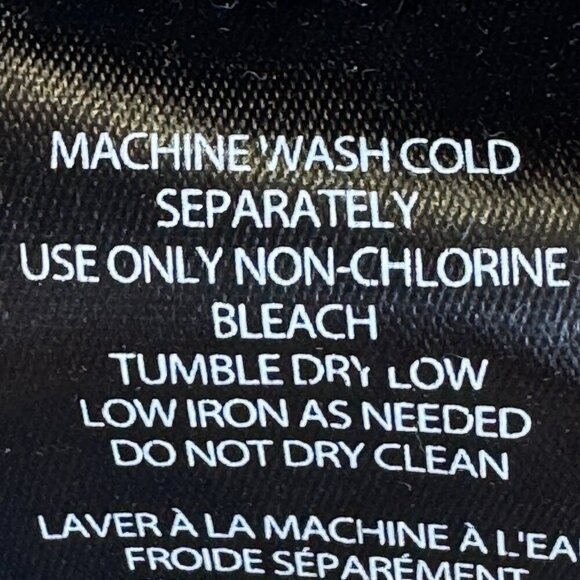 MACHINE WASH COLD
SEPARATELY
USE ONLY NON-CHLORINE
BLEACH
TUMBLE DRY LOW
LOW IRON AS NEEDED
DO NOT DRY CLEAN
LAVER À LA MACHINE À L'EA
FROIDE SÉPARÉMENT